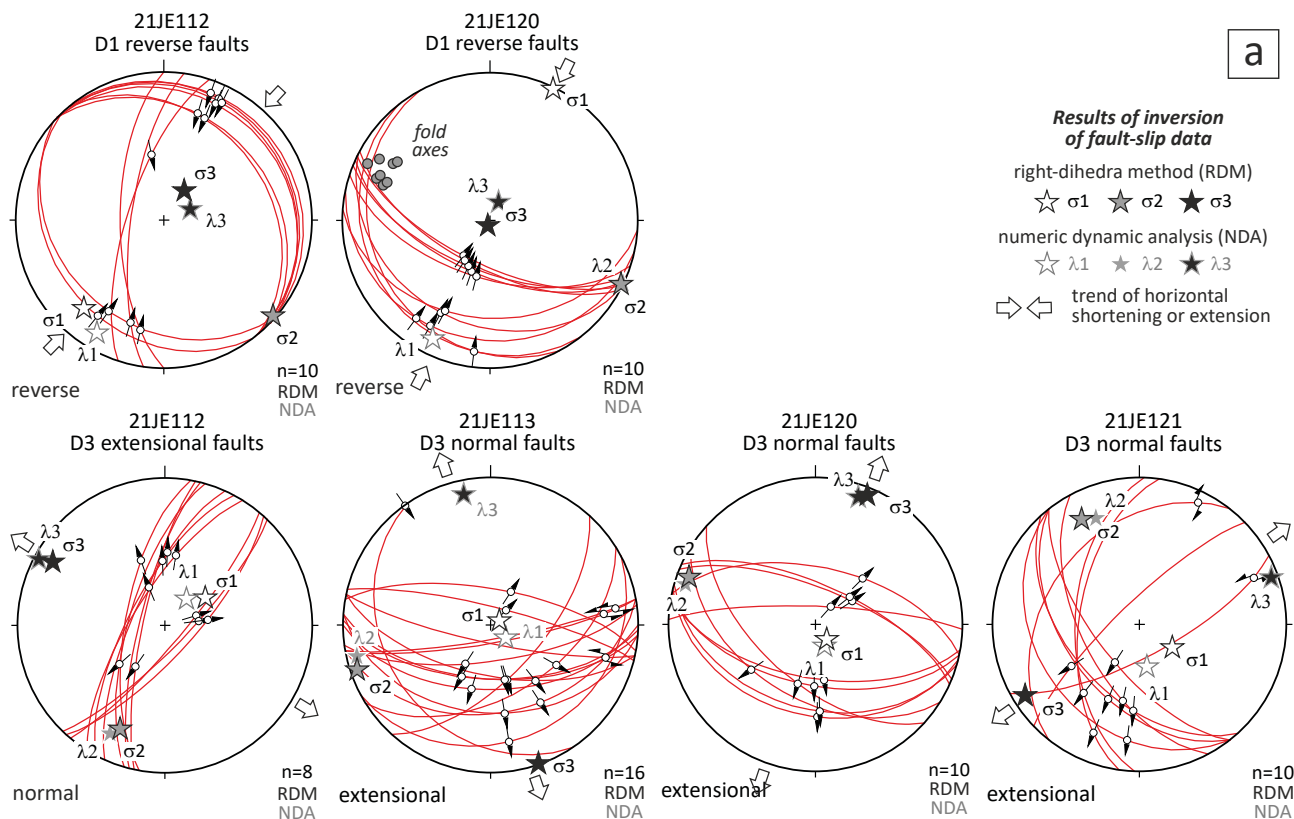 21JE112
D1 reverse faults
σ3
λ3
σ1
λ1
σ2
reverse
n=10
RDM
NDA
21JE120
D1 reverse faults
σ1
fold
axes
λ3
σ3
λ2
σ2
λ1
reverse
n=10
RDM
NDA
a
Results of inversion
of fault-slip data
right-dihedra method (RDM)
σ1 σ2 σ3
numeric dynamic analysis (NDA)
λ1 λ2 λ3
trend of horizontal
shortening or extension
21JE112
D3 extensional faults
λ3
σ3
λ1
σ1
λ2
σ2
normal
n=8
RDM
NDA
21JE113
D3 normal faults
λ3
σ1
λ1
λ2
σ2
σ3
extensional
n=16
RDM
NDA
21JE120
D3 normal faults
λ3
σ3
σ2
λ2
σ1
λ1
extensional
n=10
RDM
NDA
21JE121
D3 normal faults
λ2
σ2
λ3
σ1
λ1
σ3
extensional
n=10
RDM
NDA